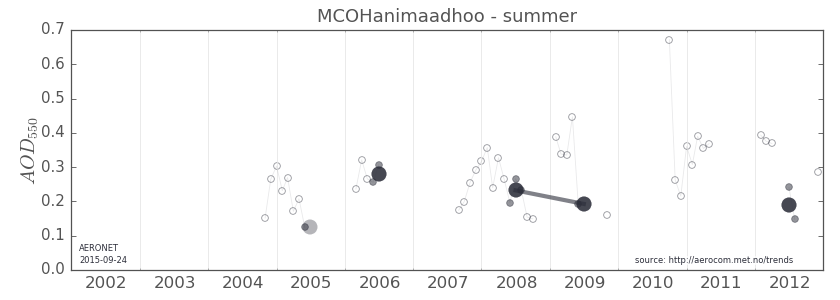 MCOHanimaadhoo - summer
0.7
0.6
0.5
0.4
0.3
0.2
0.1
0.0
AOD550
AERONET
2015-09-24
source: http://aerocom.met.no/trends
2002 2003 2004 2005 2006 2007 2008 2009 2010 2011 2012